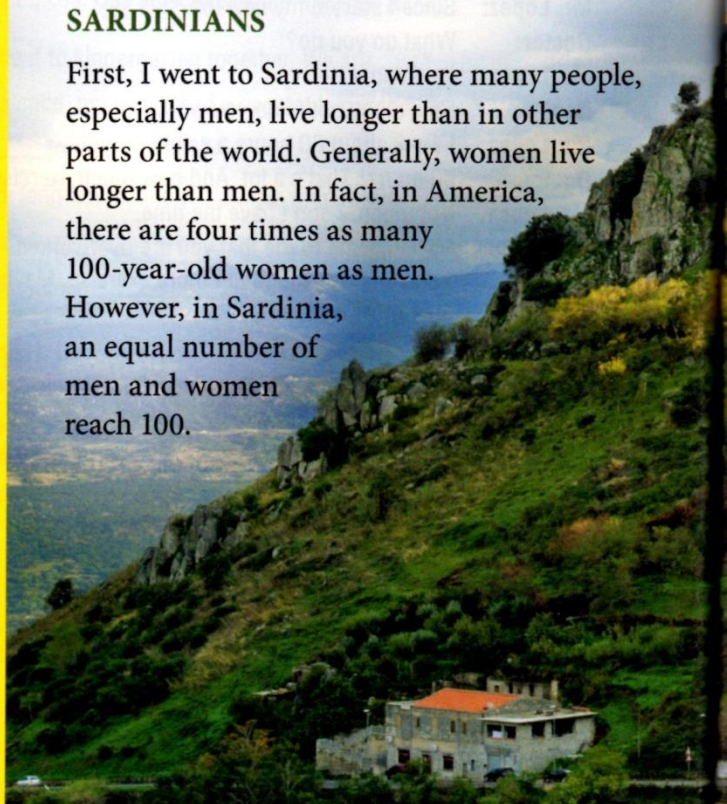 SARDINIANS
First, I went to Sardinia, where many people,
especially men, live longer than in other
parts of the world. Generally, women live
longer than men. In fact, in America,
there are four times as many
100-year-old women as men.
However, in Sardinia,
an equal number of
men and women
reach 100.